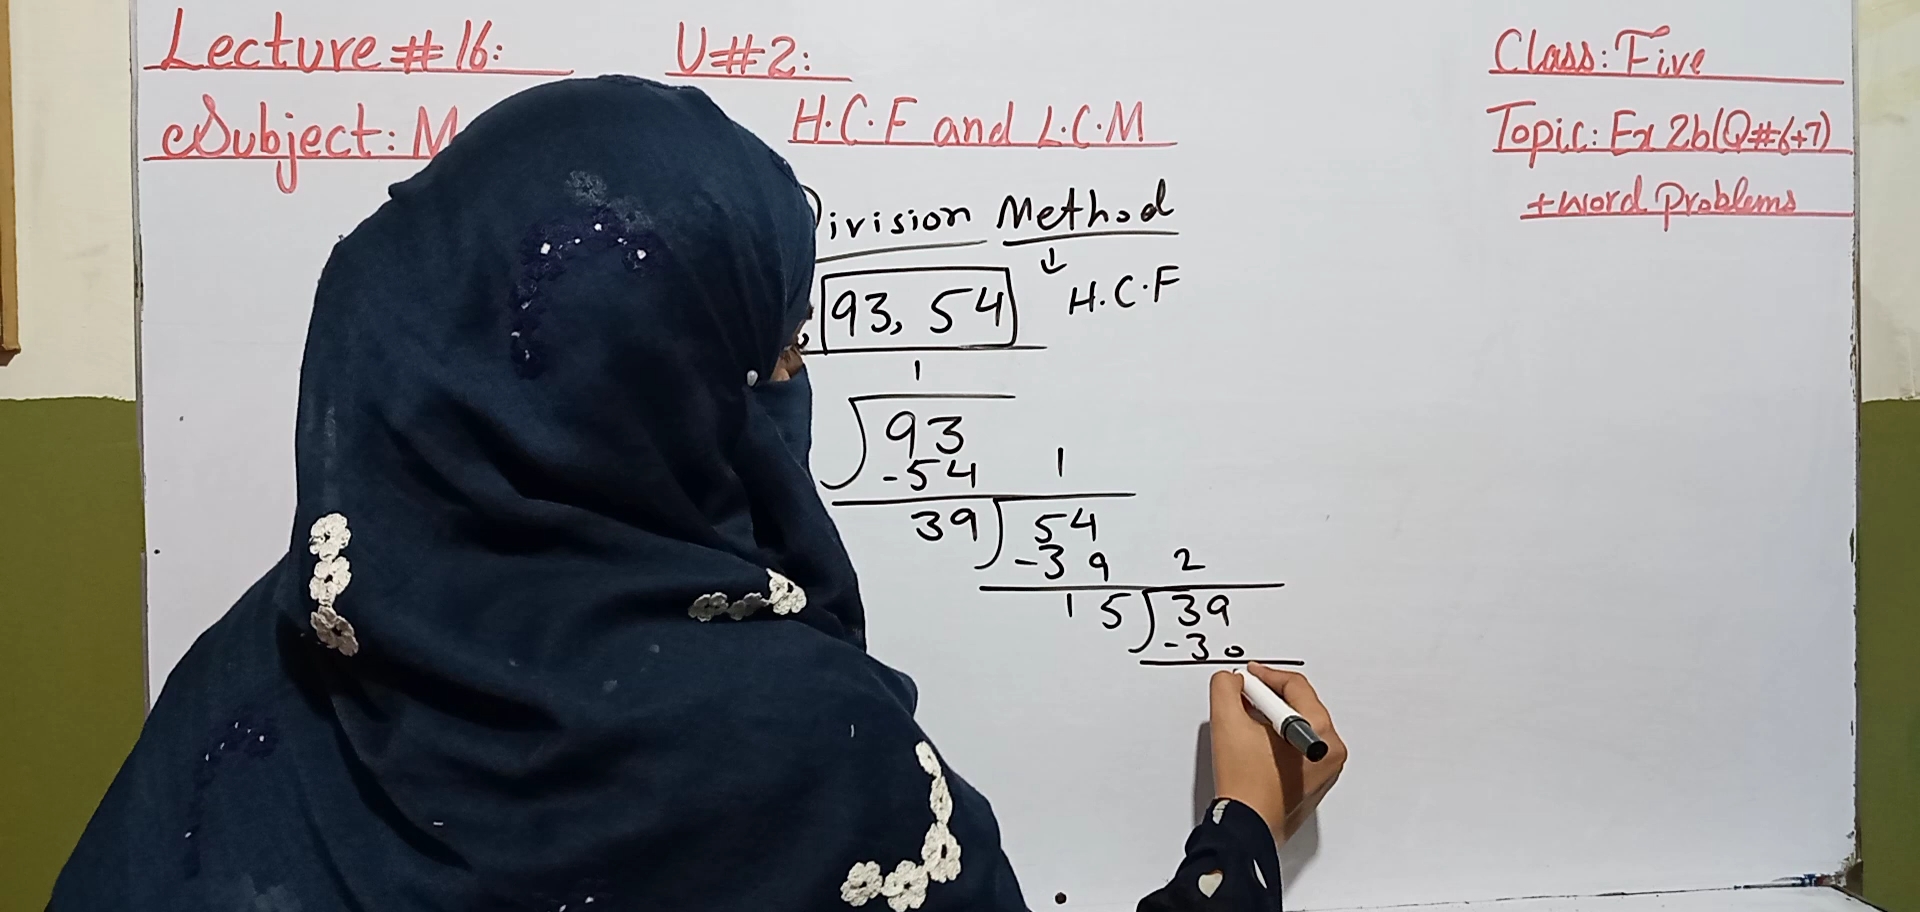 Lecture # 16: U#2: Class: Five
Subject: M H.C.F and L.C.M Topic: Ex 2b(Q#6+7)
+word Problems
Division Method
↓
, 93, 54 H.C.F
1
93
-54 1
39 54
-39 2
15 39
-30